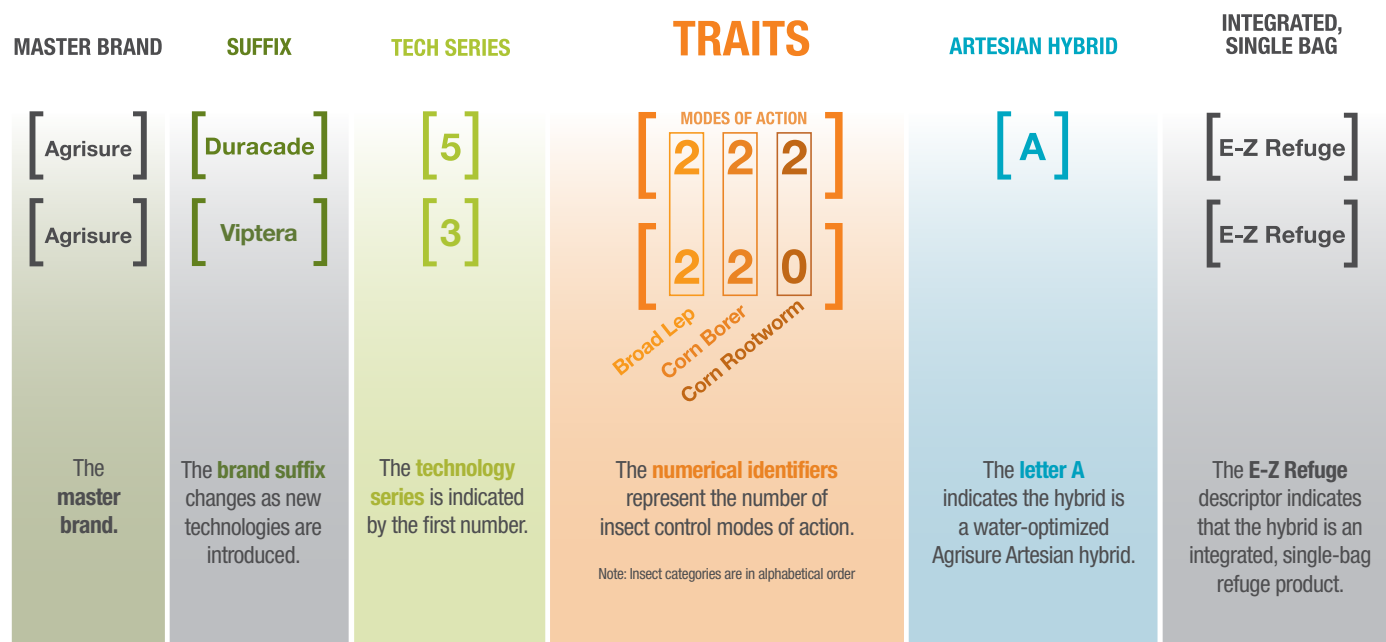 MASTER BRAND
SUFFIX
TECH SERIES
TRAITS
ARTESIAN HYBRID
INTEGRATED,
SINGLE BAG
[Agrisure]
[Duracade]
[5]
MODES OF ACTION
[2 2 2]
[A]
[E-Z Refuge]
[Agrisure]
[Viptera]
[3]
[2 2 0]
[E-Z Refuge]
Broad Lep
Corn Borer
Corn Rootworm
The
master
brand.
The brand suffix
changes as new
technologies are
introduced.
The technology
series is indicated
by the first number.
The numerical identifiers
represent the number of
insect control modes of action.
Note: Insect categories are in alphabetical order
The letter A
indicates the hybrid is
a water-optimized
Agrisure Artesian hybrid.
The E-Z Refuge
descriptor indicates
that the hybrid is an
integrated, single-bag
refuge product.